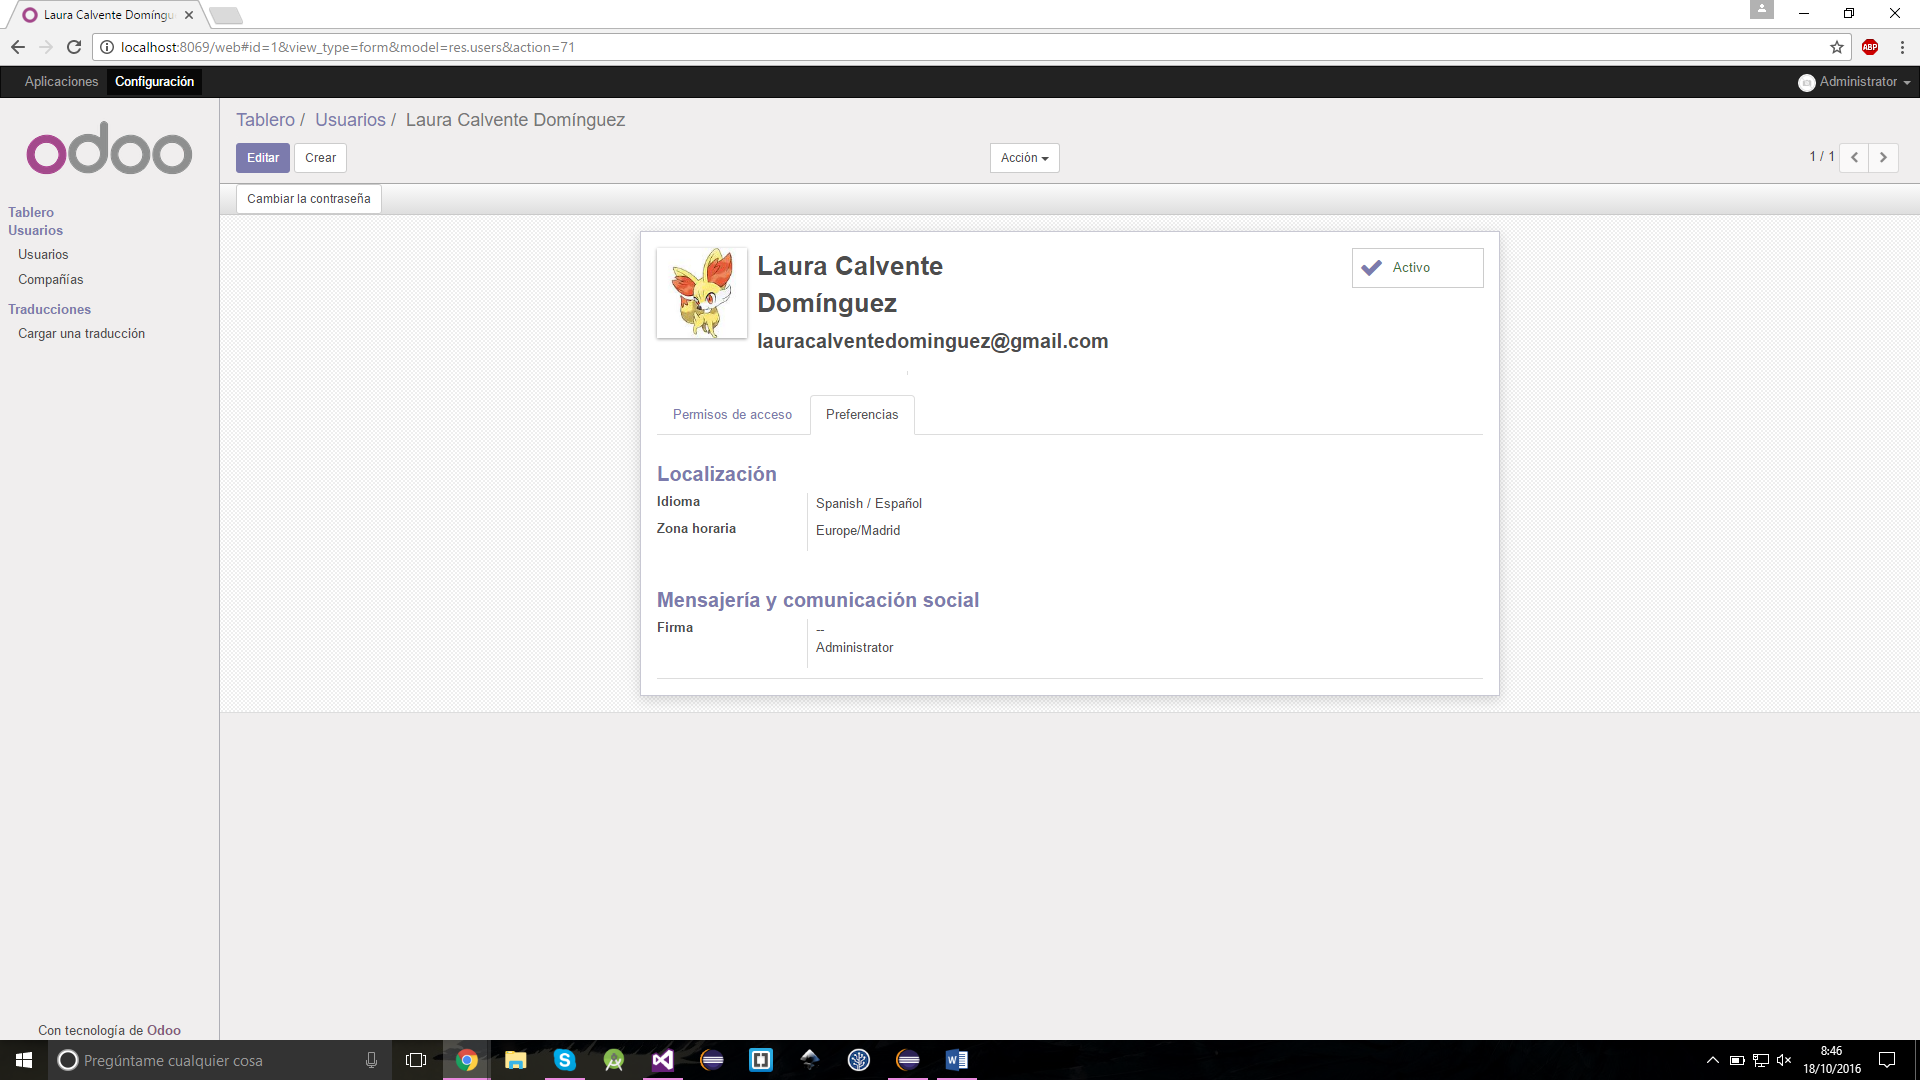 Laura Calvente Domíngu
localhost:8069/web#id=1&view_type=form&model=res.users&action=71
ABP
Aplicaciones Configuración Administrator
odoo
Tablero / Usuarios / Laura Calvente Domínguez
Editar Crear Acción 1 / 1
Cambiar la contraseña
Tablero
Usuarios
Usuarios
Compañías
Traducciones
Cargar una traducción
Laura Calvente
Domínguez
Activo
lauracalventedominguez@gmail.com
Permisos de acceso Preferencias
Localización
Idioma Spanish / Español
Zona horaria Europe/Madrid
Mensajería y comunicación social
Firma --
Administrator
Con tecnología de Odoo
Pregúntame cualquier cosa
8:46
18/10/2016